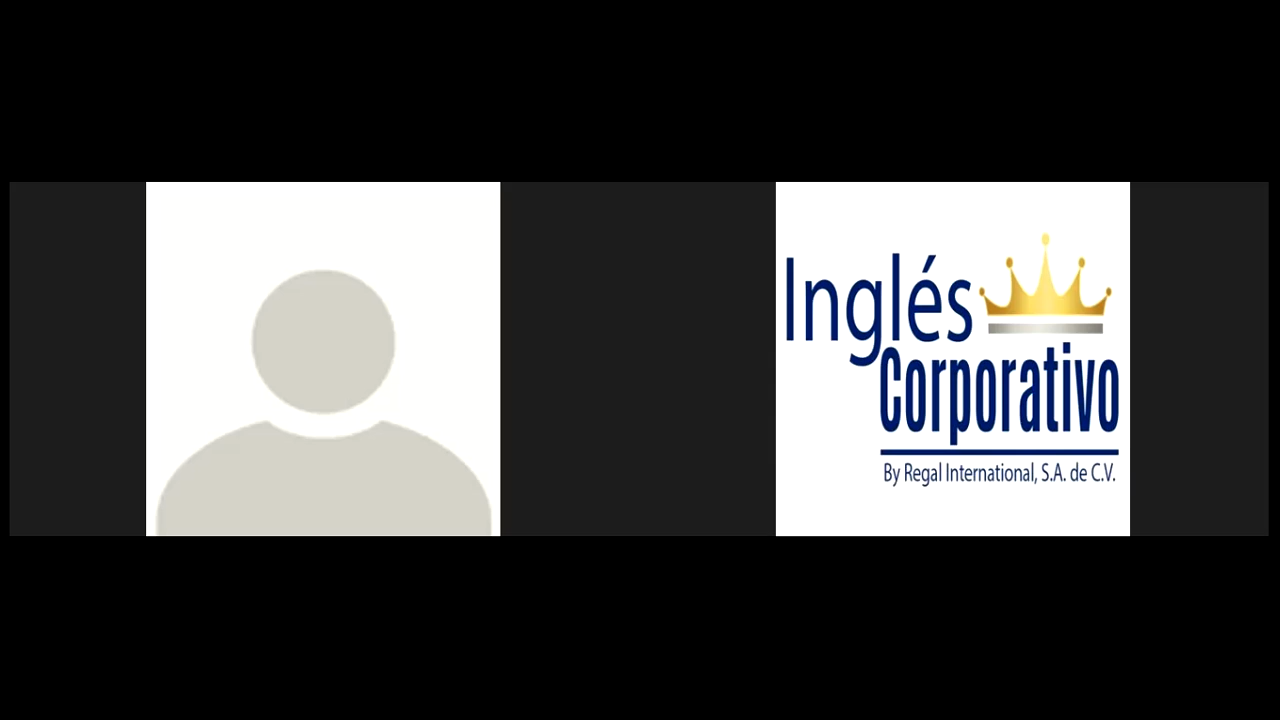 Inglés
Corporativo
By Regal International, S.A. de C.V.